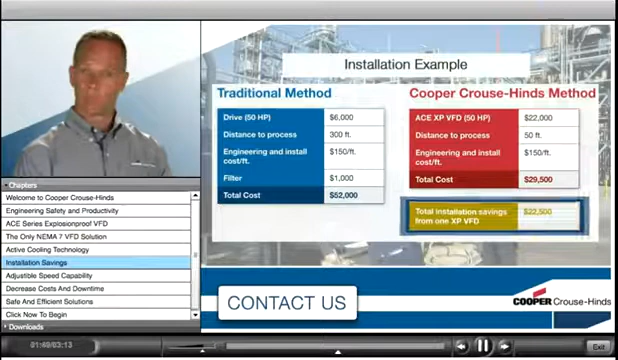 Installation Example
Traditional Method
Drive (50 HP) $6,000
Distance to process 300 ft.
Engineering and install $150/ft.
cost/ft.
Filter $1,000
Total Cost $52,000
Cooper Crouse-Hinds Method
ACE XP VFD (50 HP) $22,000
Distance to process 50 ft.
Engineering and install $150/ft.
cost/ft.
Total Cost $29,500
Total installation savings $22,500
from one XP VFD
Chapters
Welcome to Cooper Crouse-Hinds
Engineering Safety and Productivity
ACE Series Explosionproof VFD
The Only NEMA 7 VFD Solution
Active Cooling Technology
Installation Savings
Adjustable Speed Capability
Decrease Costs And Downtime
Safe And Efficient Solutions
Click Now To Begin
Downloads
CONTACT US
COOPER Crouse-Hinds
/03:13
Exit